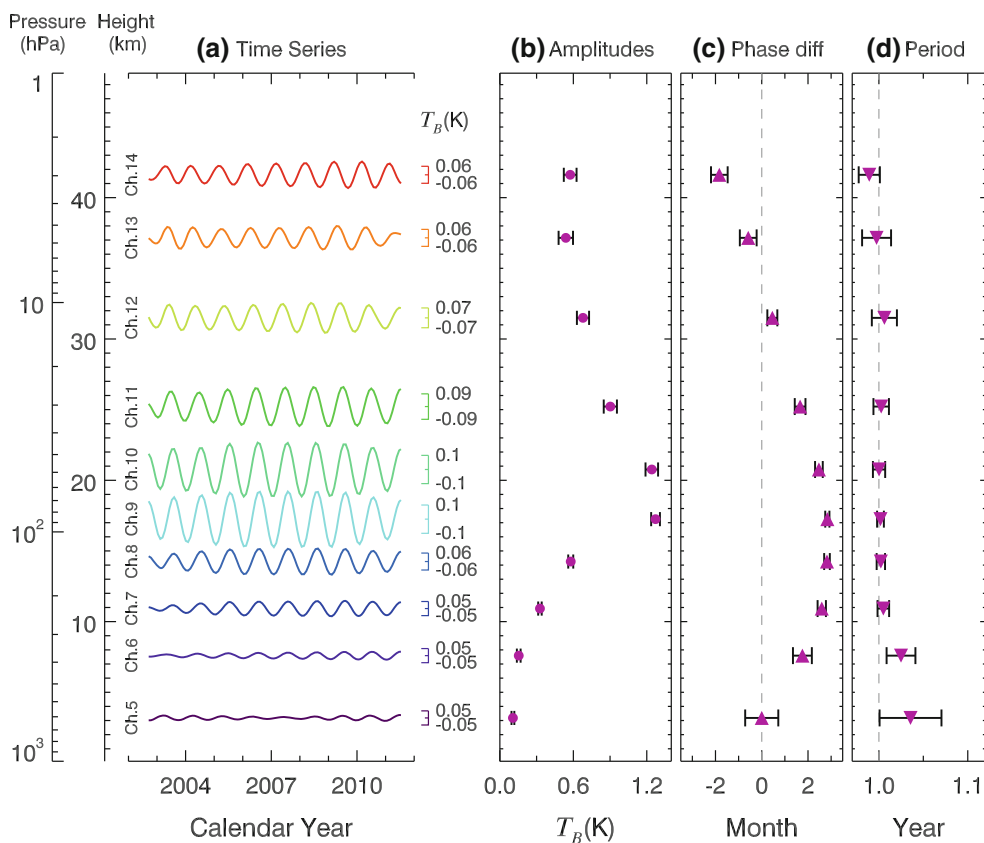 Pressure
(hPa)
Height
(km)
(a) Time Series
(b) Amplitudes
(c) Phase diff
(d) Period
1
10
10²
10³
40
30
20
10
T_B(K)
Ch.14
0.06
-0.06
Ch.13
0.06
-0.06
Ch.12
0.07
-0.07
Ch.11
0.09
-0.09
Ch.10
0.1
-0.1
Ch.9
0.1
-0.1
Ch.8
0.06
-0.06
Ch.7
0.05
-0.05
Ch.6
0.05
-0.05
Ch.5
0.05
-0.05
2004 2007 2010
0.0 0.6 1.2
-2 0 2
1.0 1.1
Calendar Year
T_B(K)
Month
Year